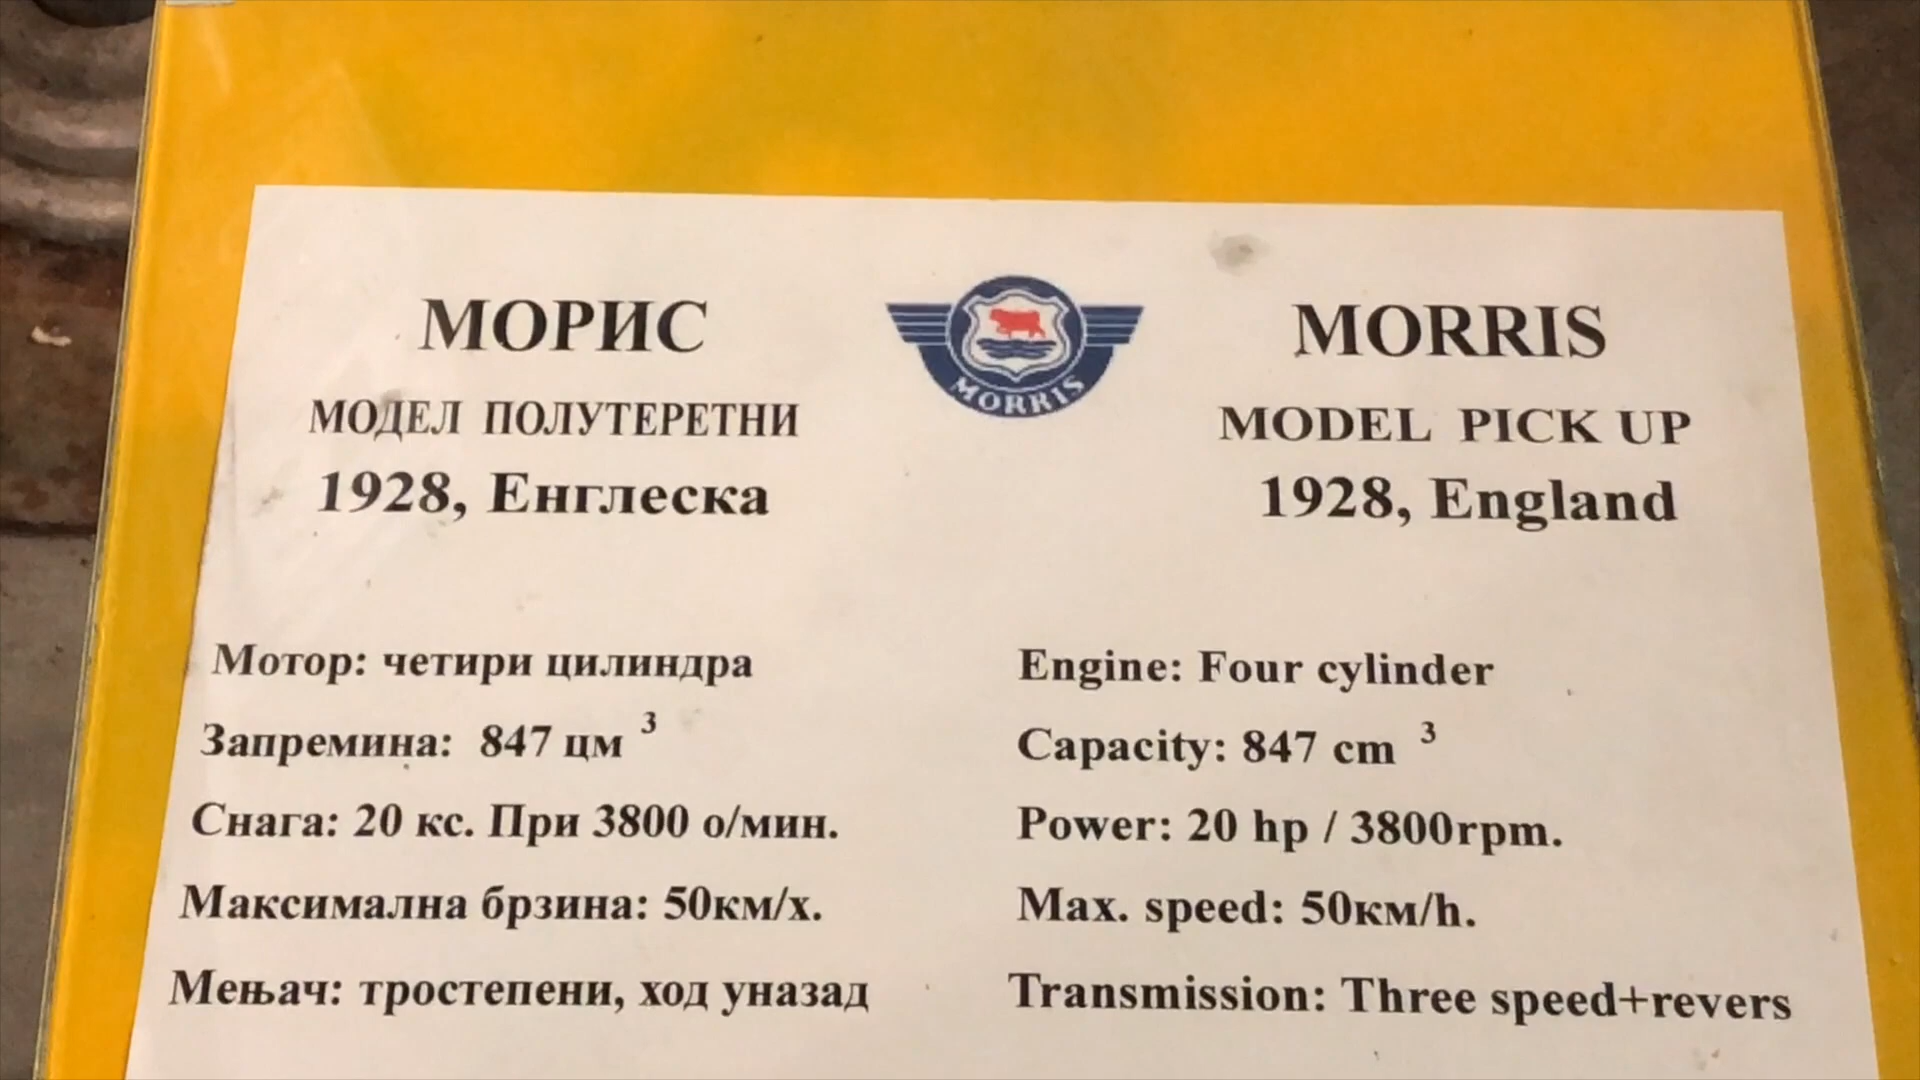 МОРИС
МОДЕЛ ПОЛУТЕРЕТНИ
1928, Енглеска
MORRIS
MORRIS
MODEL PICK UP
1928, England
Мотор: четири цилиндра
Запремина: 847 цм ³
Снага: 20 кс. При 3800 о/мин.
Максимална брзина: 50км/х.
Мењач: тростепени, ход уназад
Engine: Four cylinder
Capacity: 847 cm ³
Power: 20 hp / 3800rpm.
Max. speed: 50км/h.
Transmission: Three speed+revers